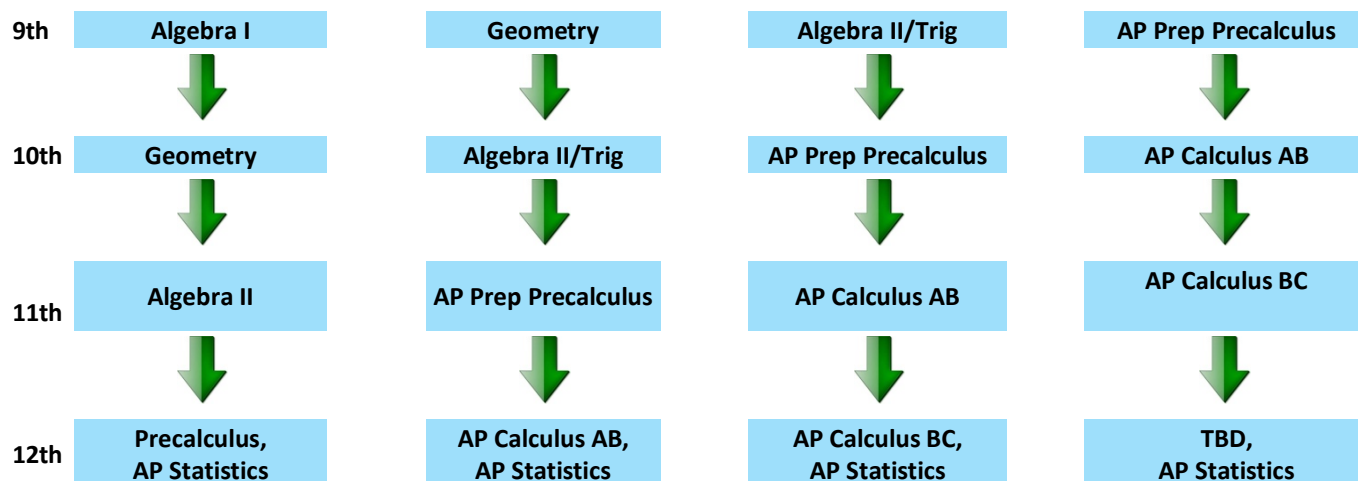 9th
Algebra I
Geometry
Algebra II/Trig
AP Prep Precalculus
10th
Geometry
Algebra II/Trig
AP Prep Precalculus
AP Calculus AB
11th
Algebra II
AP Prep Precalculus
AP Calculus AB
AP Calculus BC
12th
Precalculus,
AP Statistics
AP Calculus AB,
AP Statistics
AP Calculus BC,
AP Statistics
TBD,
AP Statistics